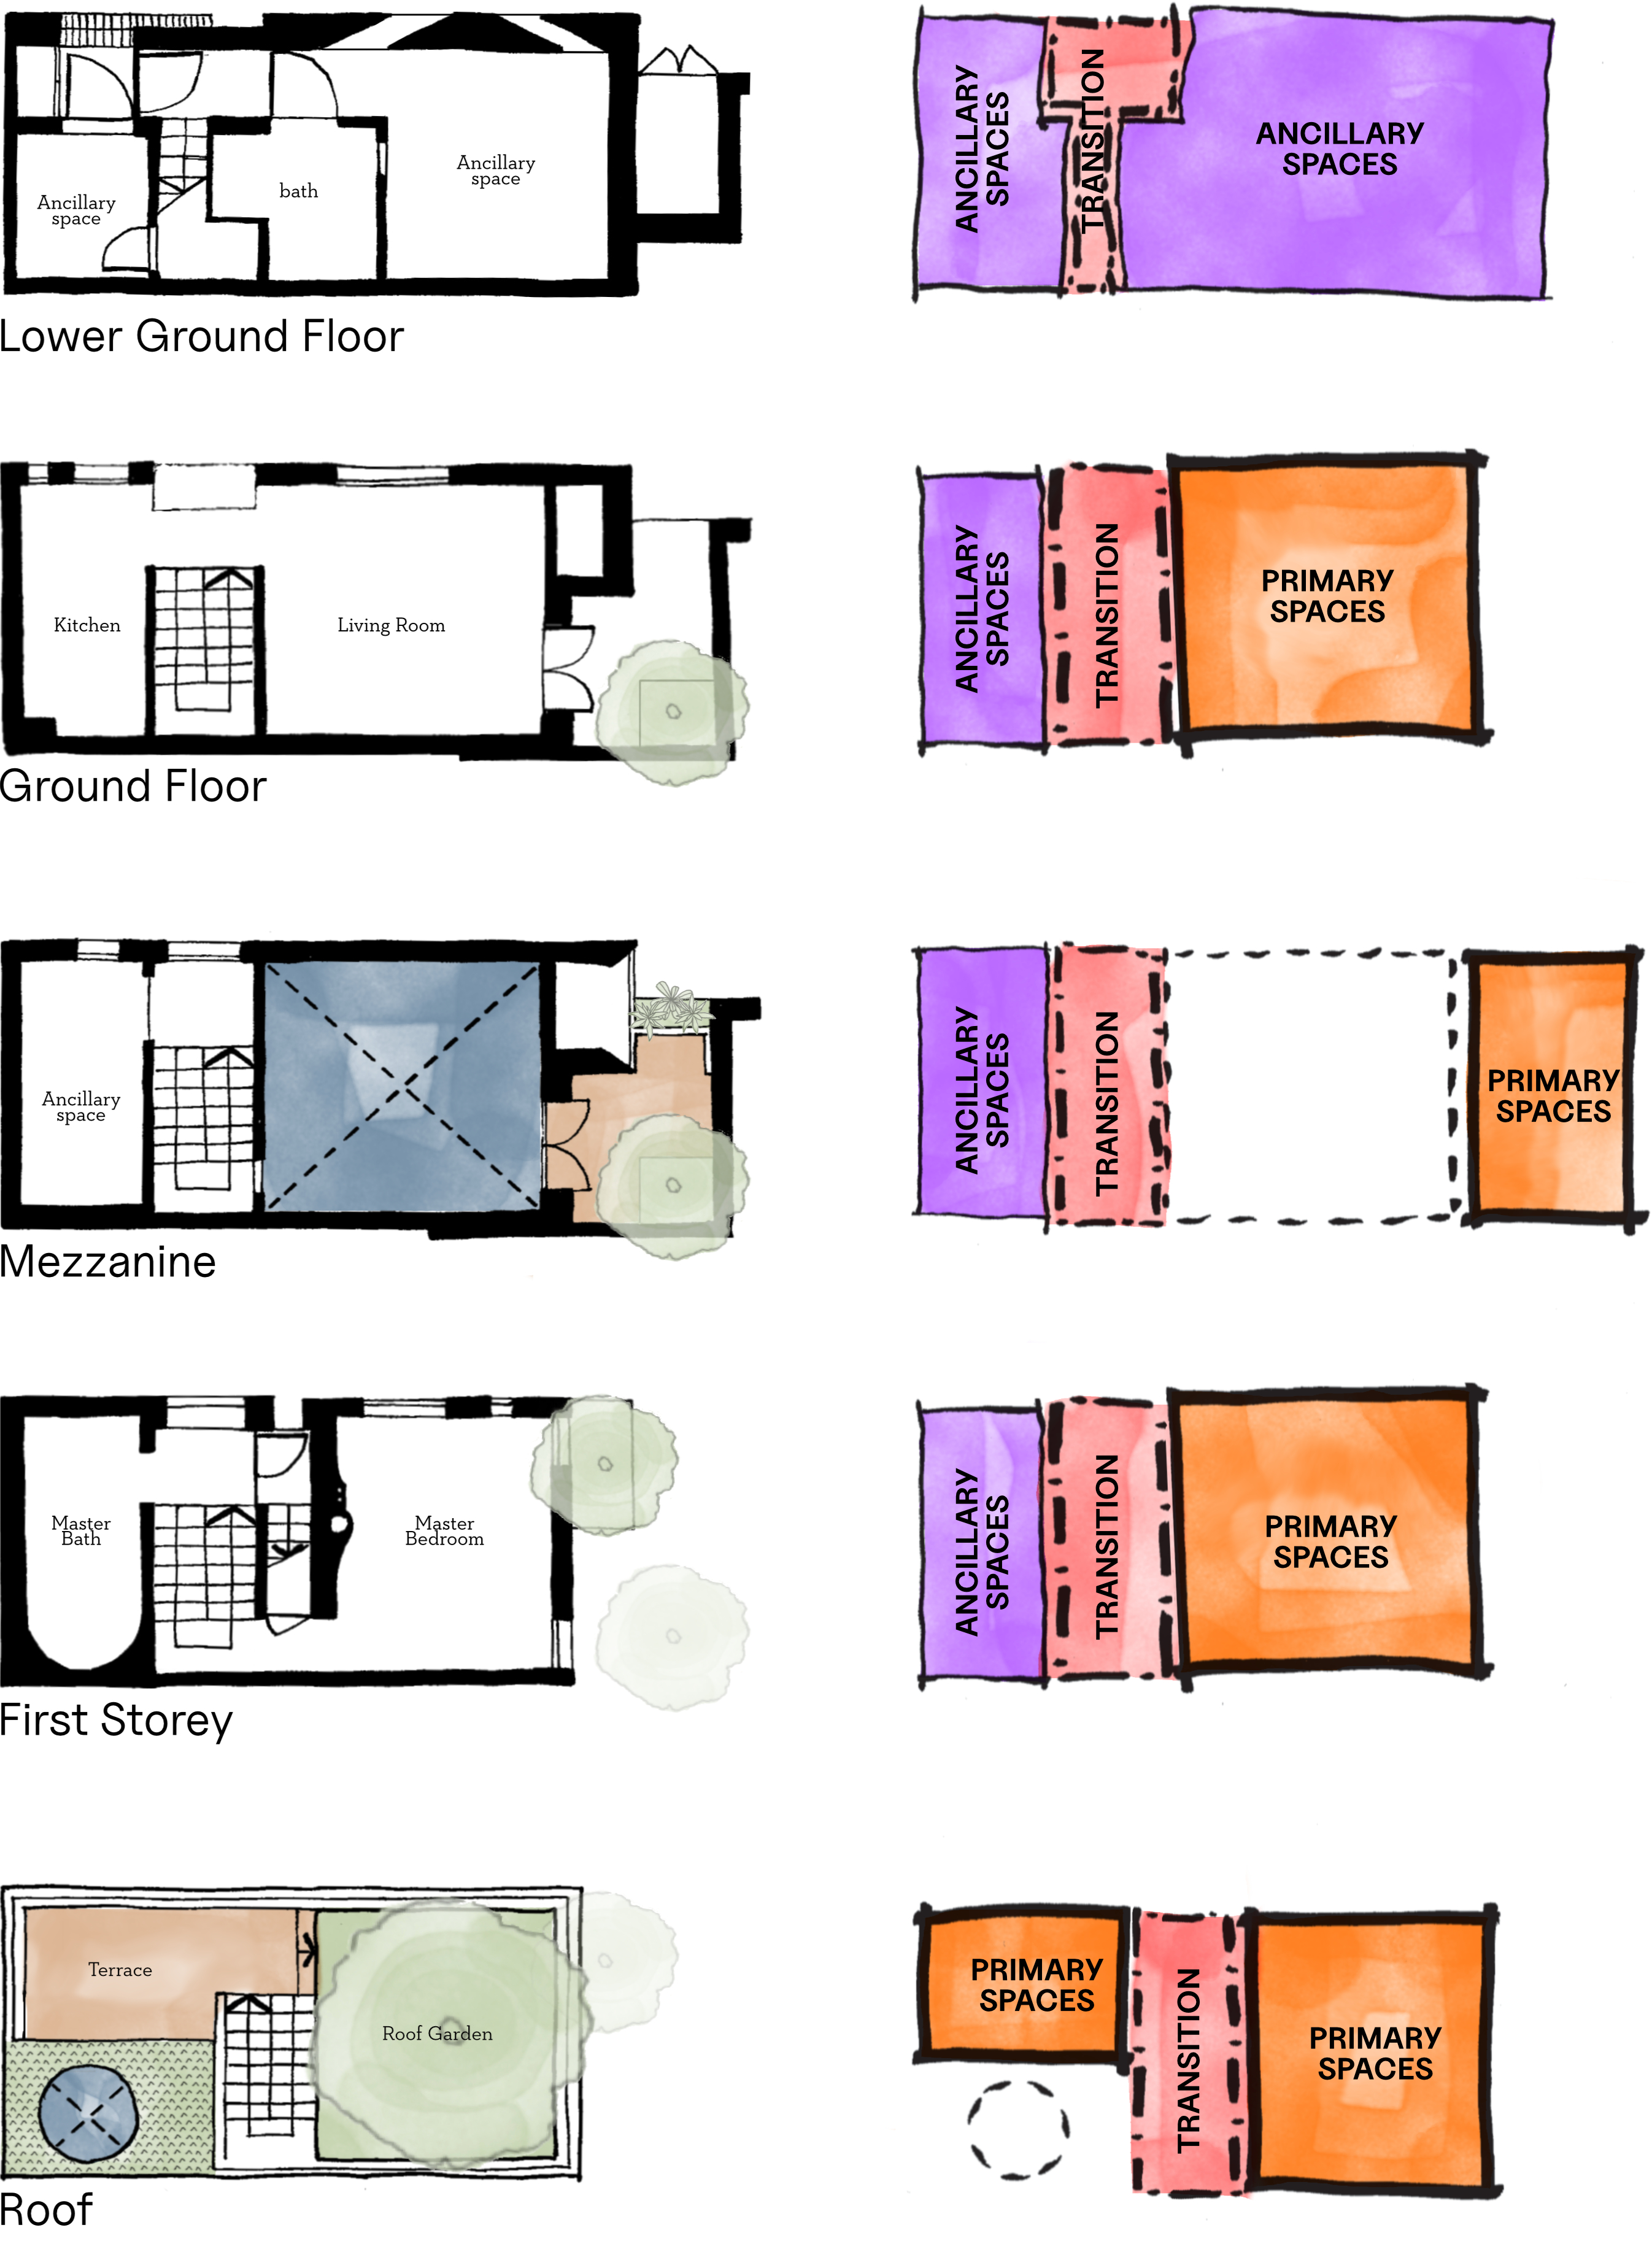 Ancillary
space
bath
Ancillary
space
Lower Ground Floor
ANCILLARY
SPACES
TRANSITION
ANCILLARY
SPACES
Kitchen
Living Room
Ground Floor
ANCILLARY
SPACES
TRANSITION
PRIMARY
SPACES
Ancillary
space
Mezzanine
ANCILLARY
SPACES
TRANSITION
PRIMARY
SPACES
Master
Bath
Master
Bedroom
First Storey
ANCILLARY
SPACES
TRANSITION
PRIMARY
SPACES
Terrace
Roof Garden
Roof
PRIMARY
SPACES
TRANSITION
PRIMARY
SPACES